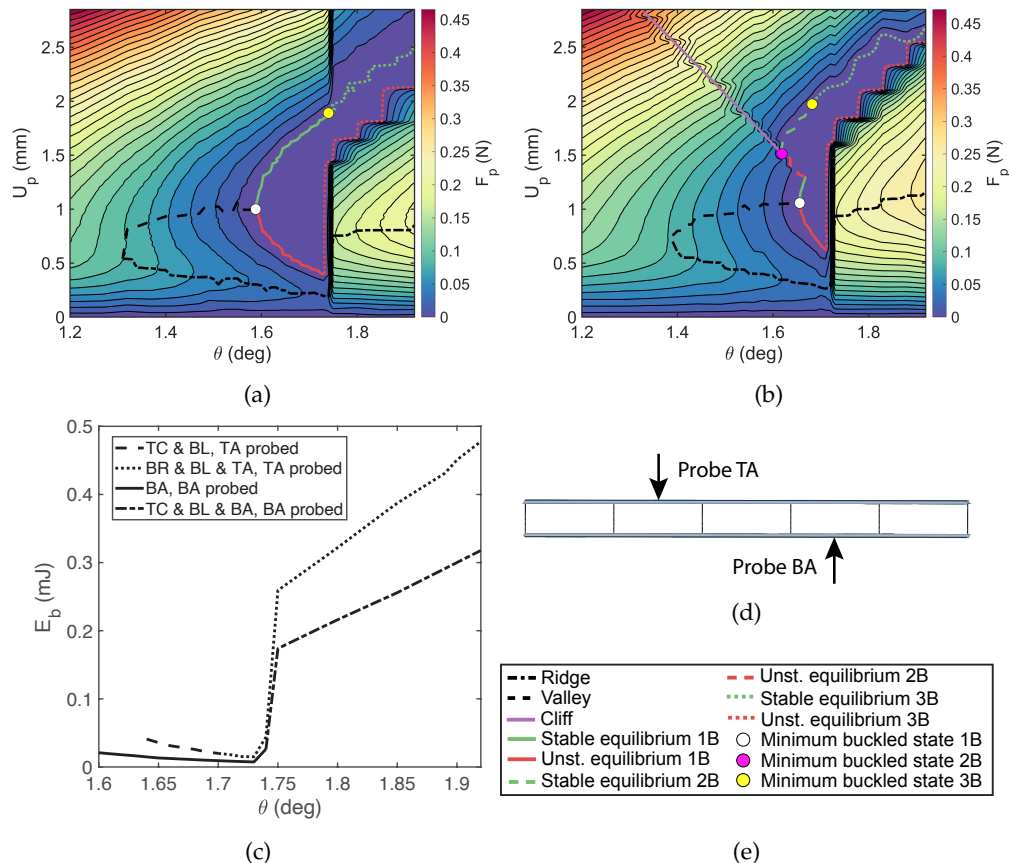 (a)
U_p (mm)
2.5
2
1.5
1
0.5
0
1.2
1.4
1.6
1.8
θ (deg)
0.45
0.4
0.35
0.3
0.25
0.2
0.15
0.1
0.05
0
F_p (N)
(b)
U_p (mm)
2.5
2
1.5
1
0.5
0
1.2
1.4
1.6
1.8
θ (deg)
0.45
0.4
0.35
0.3
0.25
0.2
0.15
0.1
0.05
0
F_p (N)
(a)
(b)
E_b (mJ)
0.5
0.4
0.3
0.2
0.1
0
1.6
1.65
1.7
1.75
1.8
1.85
1.9
θ (deg)
TC & BL, TA probed
BR & BL & TA, TA probed
BA, BA probed
TC & BL & BA, BA probed
(c)
Probe TA
Probe BA
(d)
Ridge
Valley
Cliff
Stable equilibrium 1B
Unst. equilibrium 1B
Stable equilibrium 2B
Unst. equilibrium 2B
Stable equilibrium 3B
Unst. equilibrium 3B
Minimum buckled state 1B
Minimum buckled state 2B
Minimum buckled state 3B
(e)